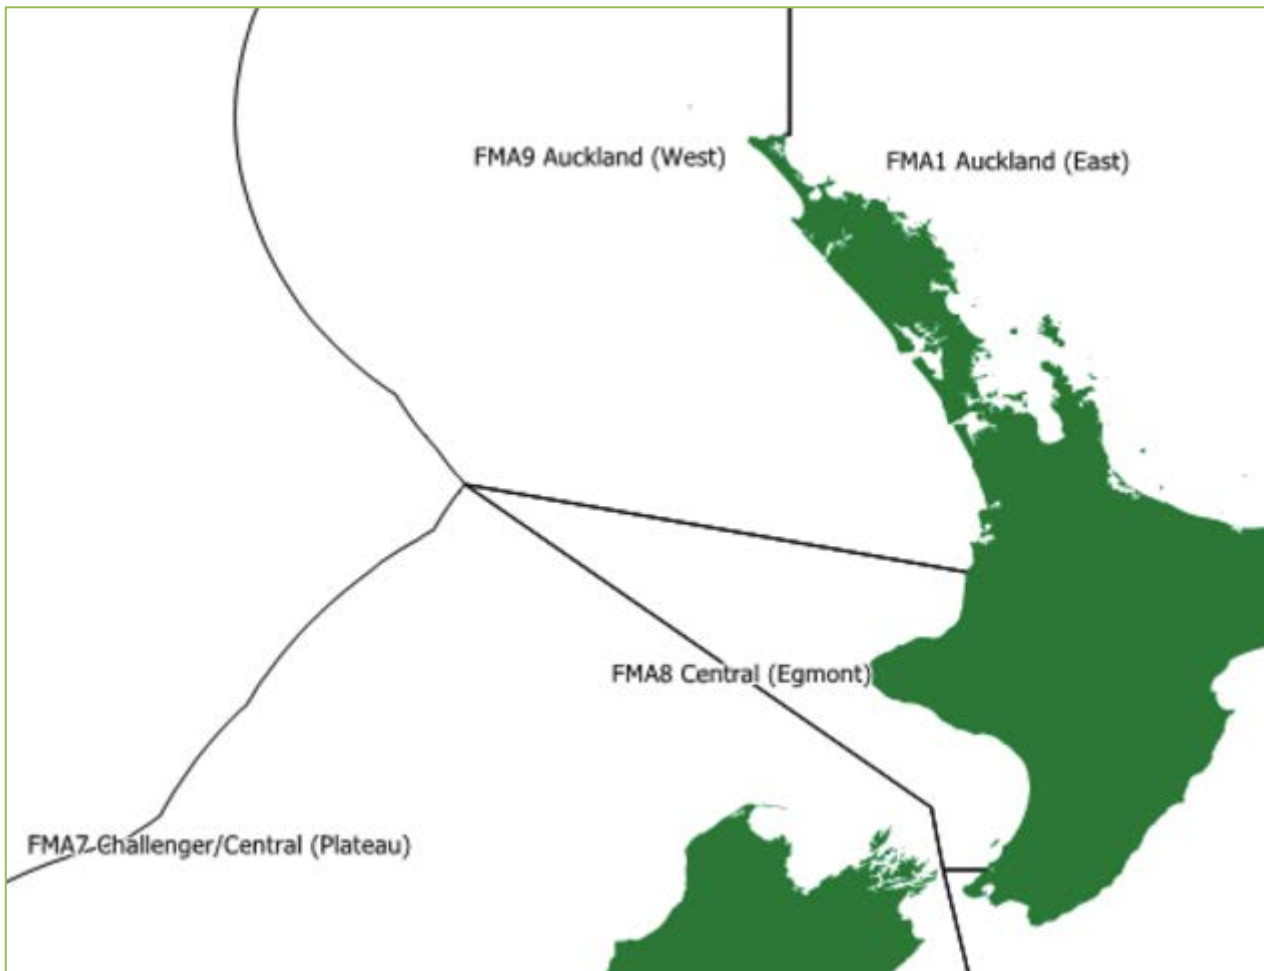 FMA9 Auckland (West)
FMA1 Auckland (East)
FMA8 Central (Egmont)
FMA7 Challenger/Central (Plateau)